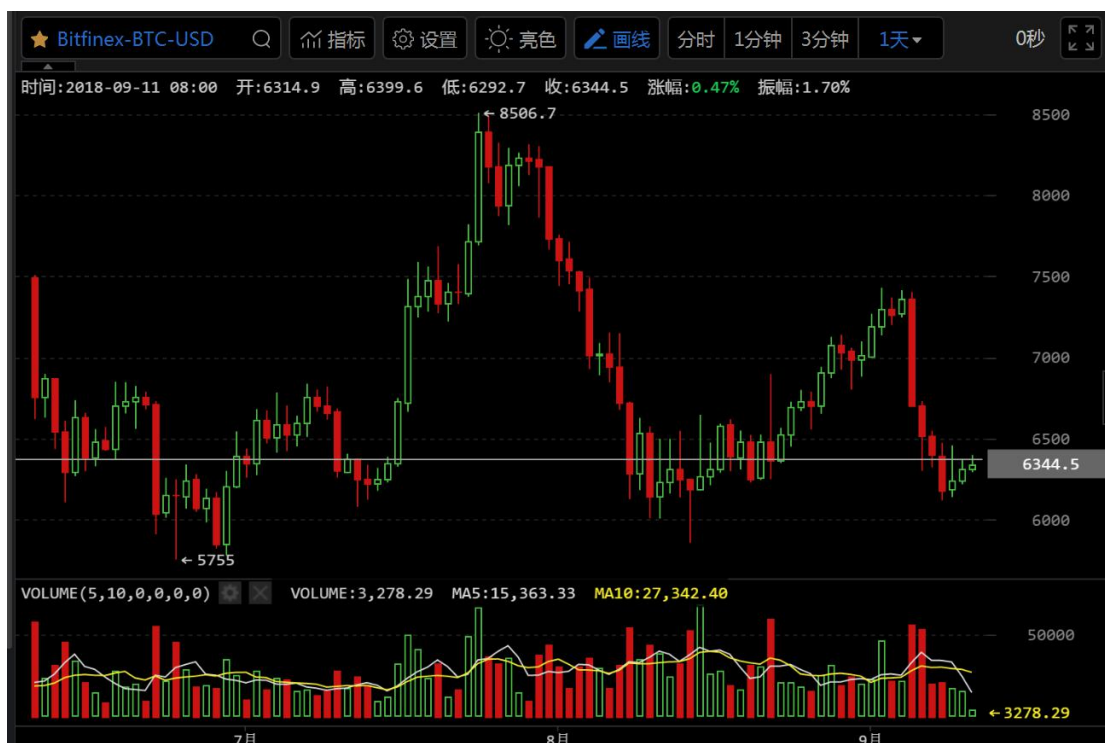 Bitfinex-BTC-USD 指标 设置 亮色 画线 分时 1分钟 3分钟 1天 0秒
时间:2018-09-11 08:00 开:6314.9 高:6399.6 低:6292.7 收:6344.5 涨幅:0.47% 振幅:1.70%
←8506.7
8500
8000
7500
7000
6500
6344.5
6000
←5755
VOLUME(5,10,0,0,0,0) VOLUME:3,278.29 MA5:15,363.33 MA10:27,342.40
50000
←3278.29
7月 8月 9月